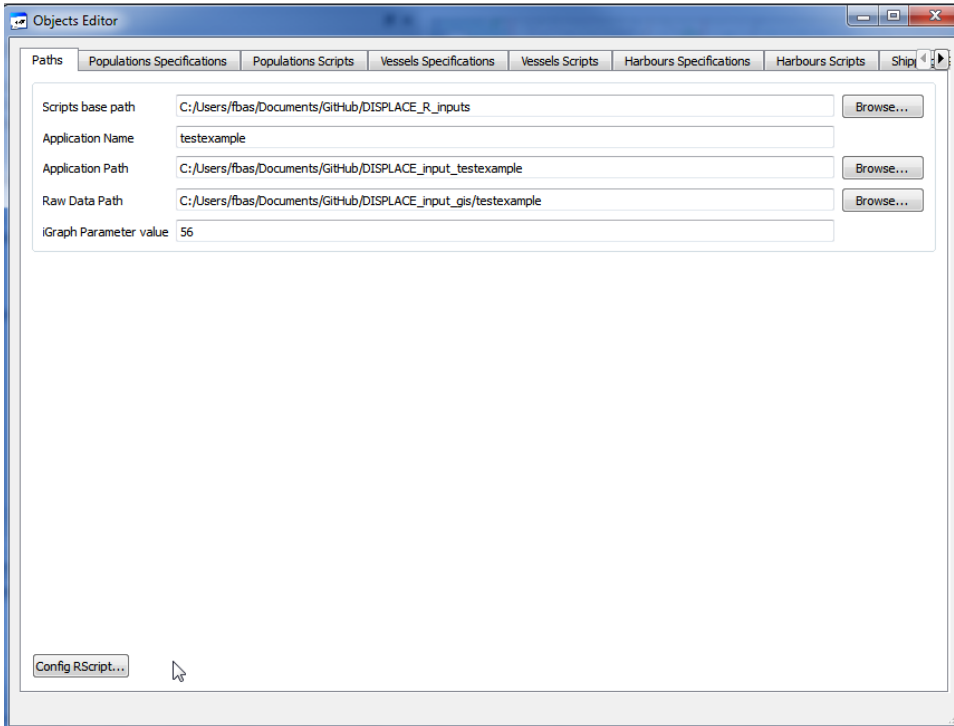 Objects Editor
Paths Populations Specifications Populations Scripts Vessels Specifications Vessels Scripts Harbours Specifications Harbours Scripts
Scripts base path C:/Users/fbas/Documents/GitHub/DISPLACE_R_inputs Browse...
Application Name testexample
Application Path C:/Users/fbas/Documents/GitHub/DISPLACE_input_testexample Browse...
Raw Data Path C:/Users/fbas/Documents/GitHub/DISPLACE_input_gis/testexample Browse...
iGraph Parameter value 56
Config RScript...